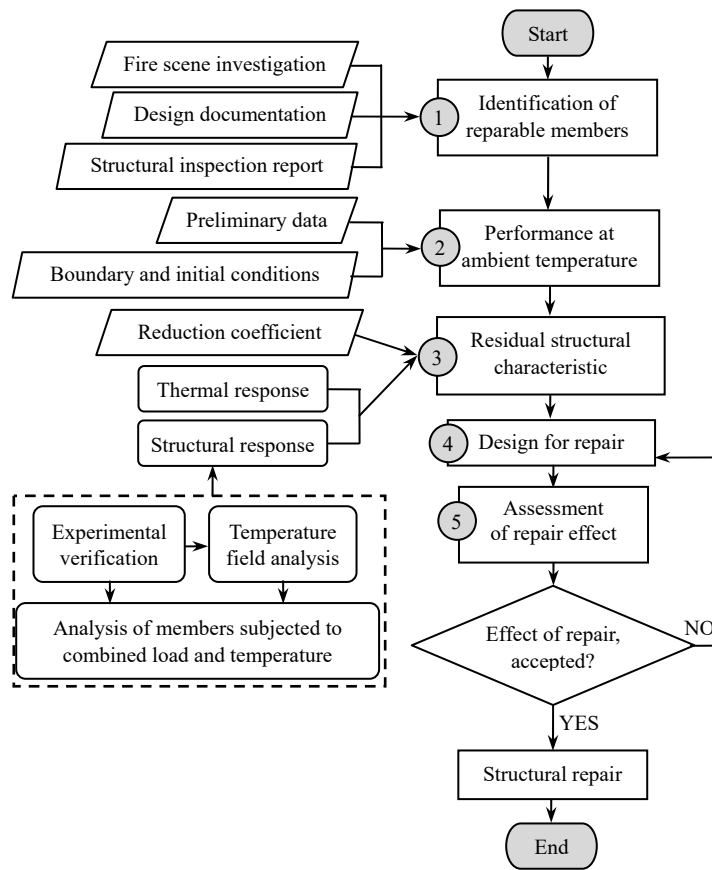 Start
Fire scene investigation
Design documentation
Structural inspection report
1
Identification of
reparable members
Preliminary data
Boundary and initial conditions
2
Performance at
ambient temperature
Reduction coefficient
Thermal response
Structural response
3
Residual structural
characteristic
4
Design for repair
Experimental
verification
Temperature
field analysis
Analysis of members subjected to
combined load and temperature
5
Assessment
of repair effect
Effect of repair,
accepted?
NO
YES
Structural repair
End